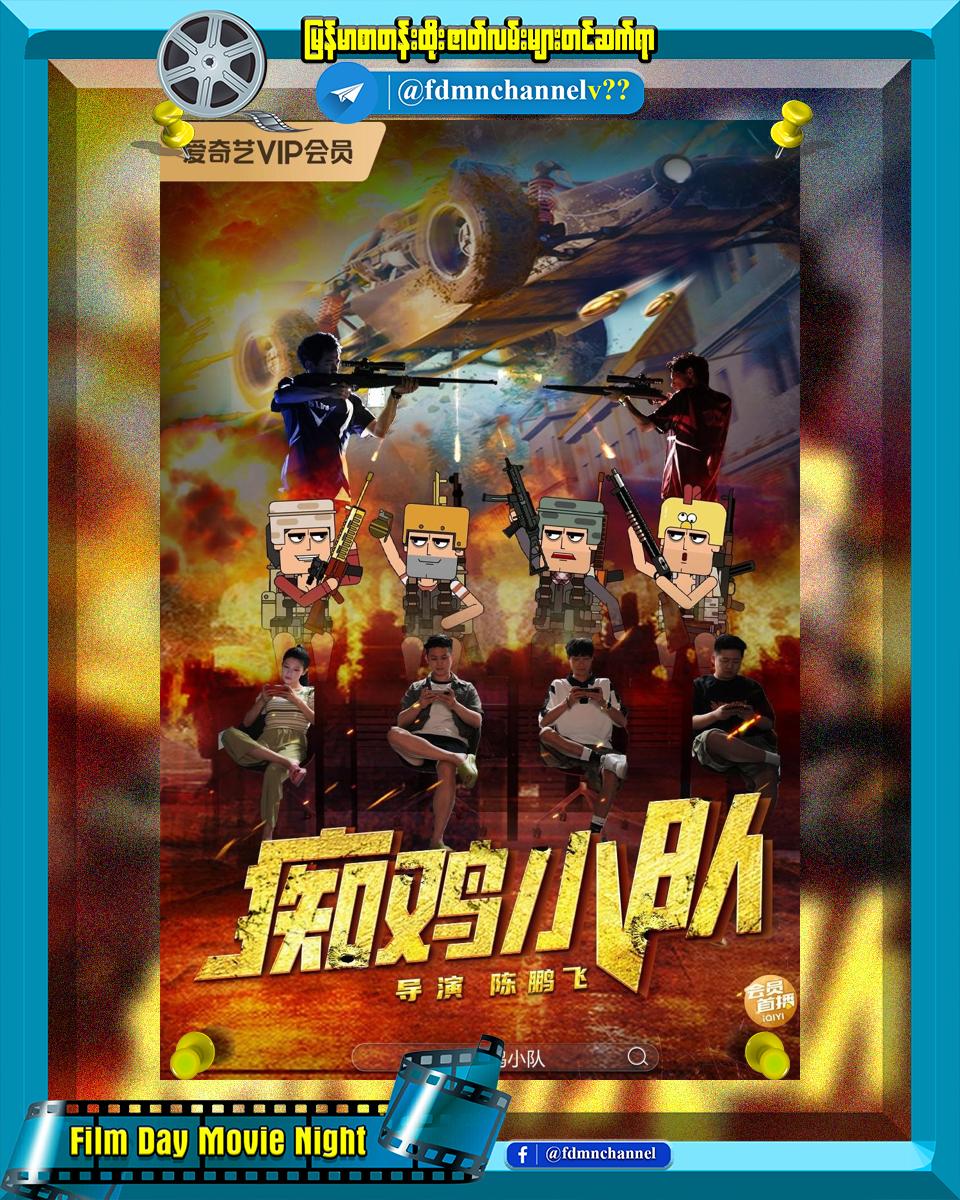 မြန်မာစာတန်းထိုးဇာတ်လမ်းများတင်ဆက်ရာ
@fdmnchannelv??
爱奇艺VIP会员
痴鸡小队
导演 陈鹏飞
会员
首播
iQIYI
鸡小队
Film Day Movie Night
f @fdmnchannel